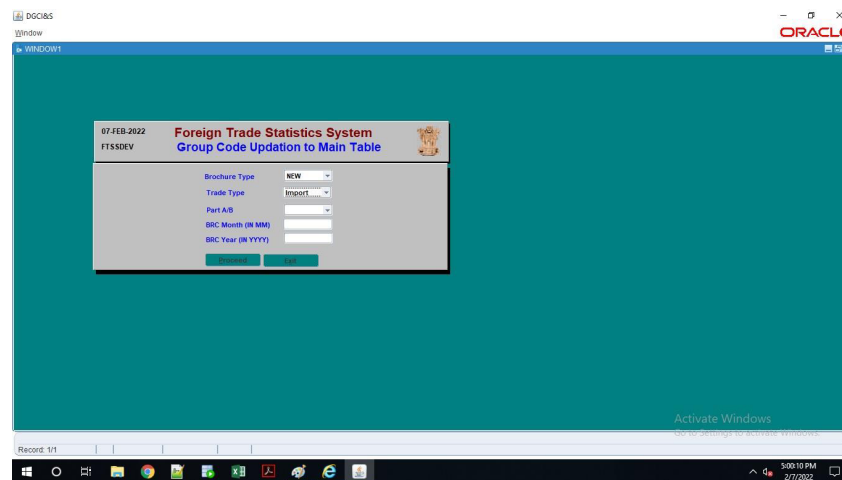 DGCI&S
Window
ORACL
WINDOW1
07-FEB-2022 Foreign Trade Statistics System
FTSSDEV Group Code Updation to Main Table
Brochure Type NEW
Trade Type Import
Part A/B
BRC Month (IN MM)
BRC Year (IN YYYY)
Proceed Exit
Activate Windows
Go to Settings to activate Windows.
Record: 1/1
5:00:10 PM
2/7/2022